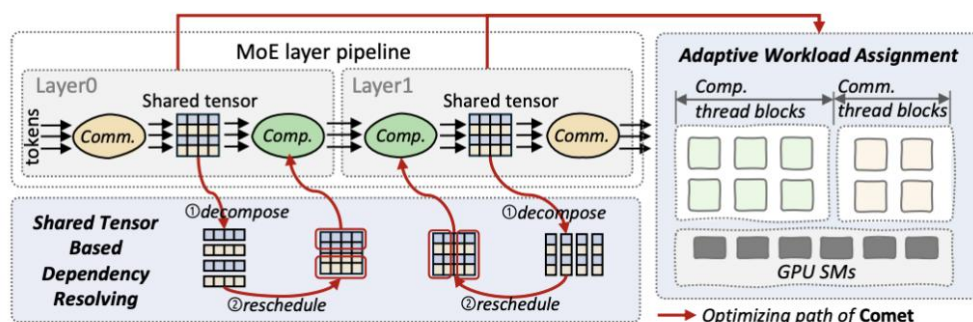 MoE layer pipeline
Layer0
Shared tensor
tokens
Comm.
Comp.
Layer1
Shared tensor
Comp.
Comm.
Adaptive Workload Assignment
Comp.
thread blocks
Comm.
thread blocks
GPU SMs
Shared Tensor
Based
Dependency
Resolving
①decompose
②reschedule
①decompose
②reschedule
Optimizing path of Comet